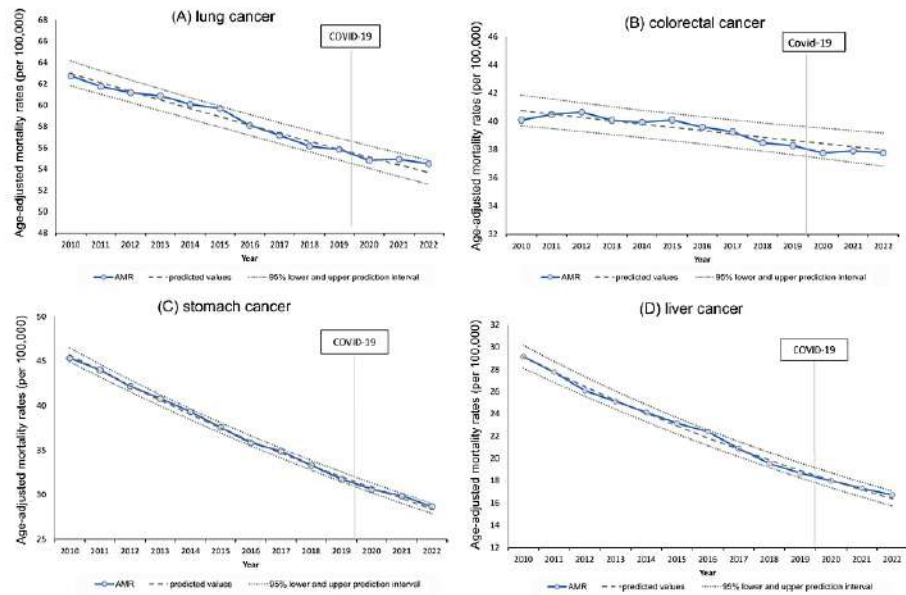 (A) lung cancer
COVID-19
Age-adjusted mortality rates (per 100,000)
68
66
64
62
60
58
56
54
52
50
48
2010 2011 2012 2013 2014 2015 2016 2017 2018 2019 2020 2021 2022
Year
AMR predicted values 95% lower and upper prediction interval
(B) colorectal cancer
Covid-19
Age-adjusted mortality rates (per 100,000)
46
44
42
40
38
36
34
32
2010 2011 2012 2013 2014 2015 2016 2017 2018 2019 2020 2021 2022
Year
AMR predicted values 95% lower and upper prediction interval
(C) stomach cancer
COVID-19
Age-adjusted mortality rates (per 100,000)
50
45
40
35
30
25
2010 2011 2012 2013 2014 2015 2016 2017 2018 2019 2020 2021 2022
Year
AMR predicted values 95% lower and upper prediction interval
(D) liver cancer
COVID-19
Age-adjusted mortality rates (per 100,000)
32
30
28
26
24
22
20
18
16
14
12
2010 2011 2012 2013 2014 2015 2016 2017 2018 2019 2020 2021 2022
Year
AMR predicted values 95% lower and upper prediction interval